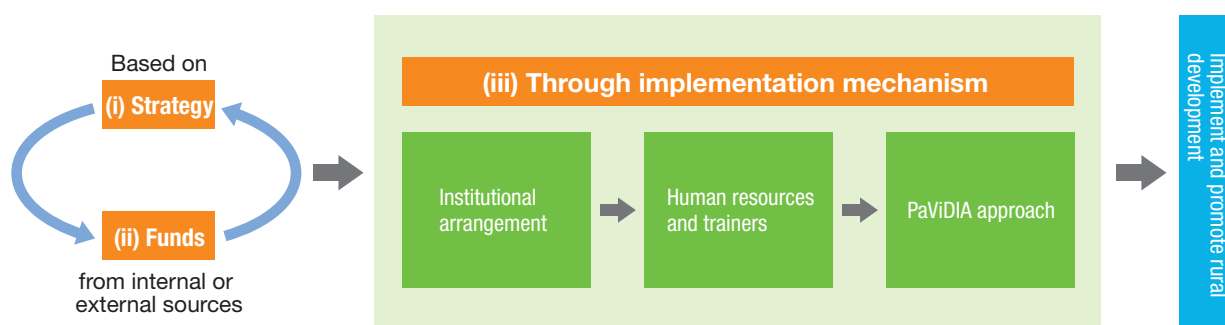 Based on
(i) Strategy
(ii) Funds
from internal or
external sources
(iii) Through implementation mechanism
Institutional
arrangement
Human resources
and trainers
PaViDIA approach
Implement and promote rural
development